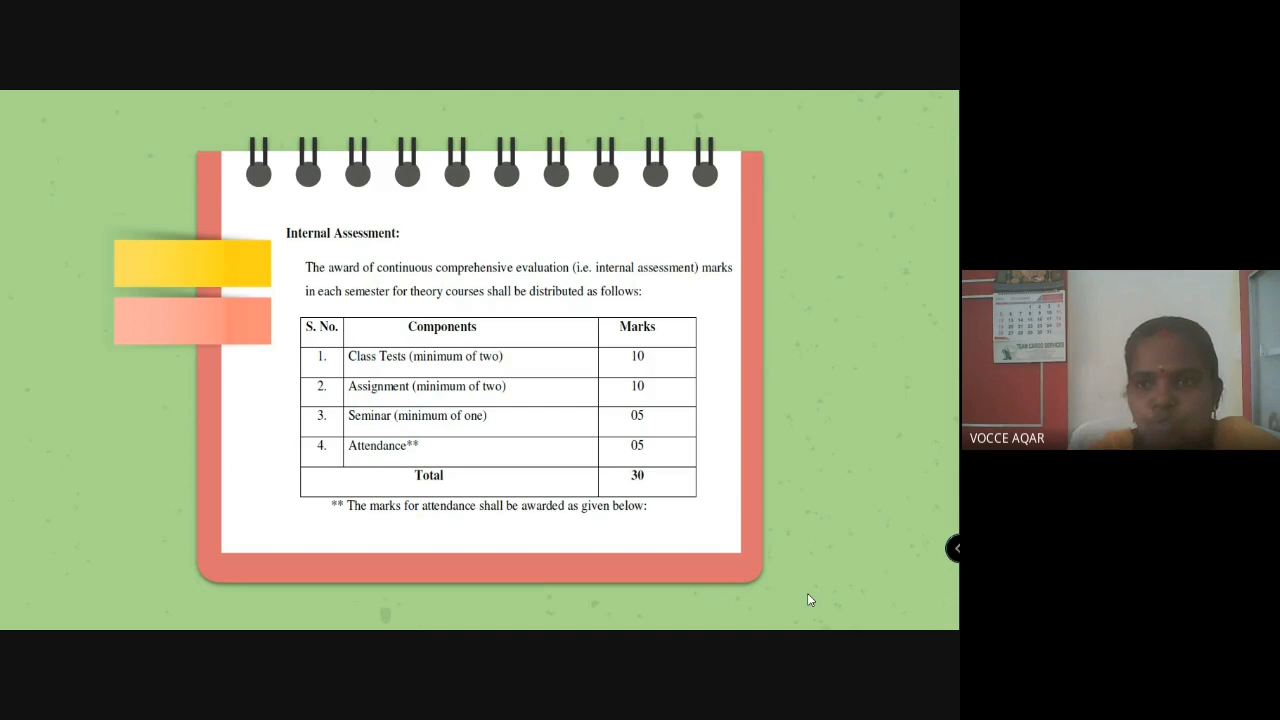 Internal Assessment:
The award of continuous comprehensive evaluation (i.e. internal assessment) marks
in each semester for theory courses shall be distributed as follows:
S. No. Components Marks
1. Class Tests (minimum of two) 10
2. Assignment (minimum of two) 10
3. Seminar (minimum of one) 05
4. Attendance** 05
Total 30
** The marks for attendance shall be awarded as given below:
TEAM CARGO SERVICES
VOCCE AQAR